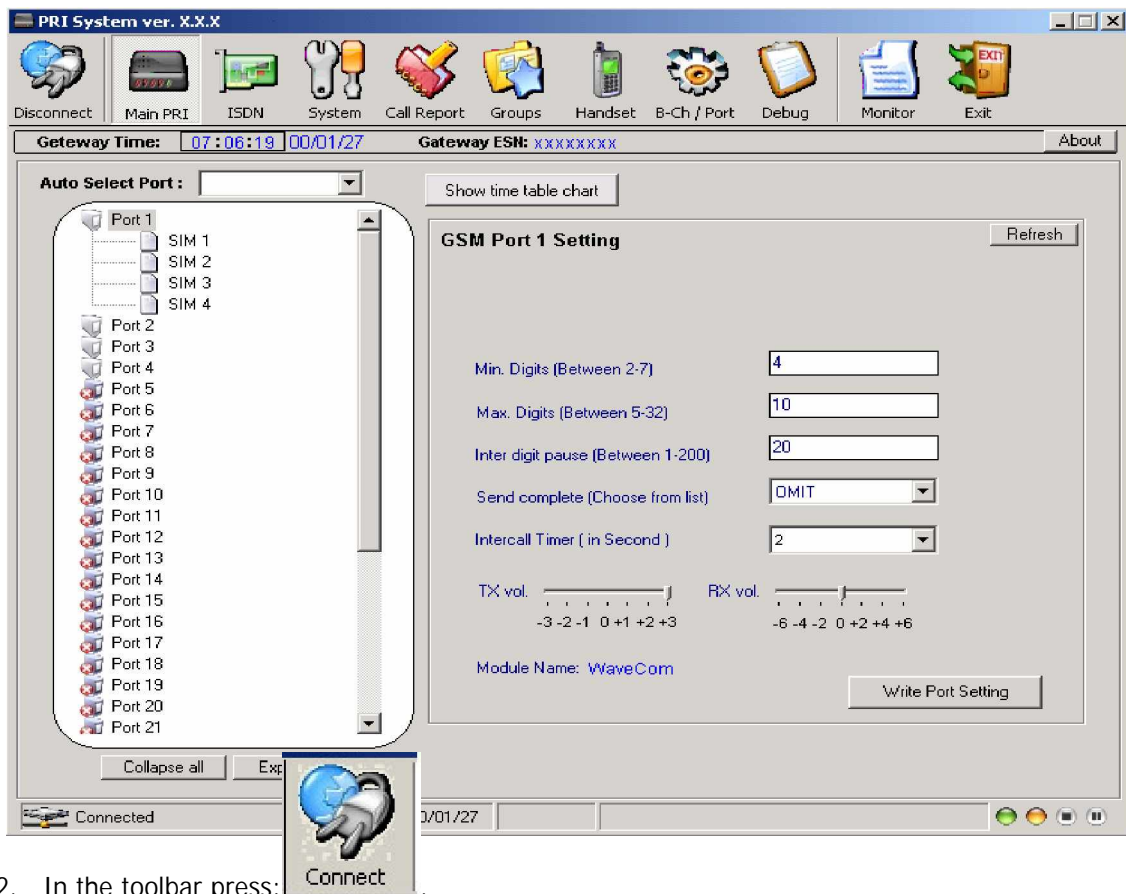 PRI System ver. X.X.X
Disconnect Main PRI ISDN System Call Report Groups Handset B-Ch / Port Debug Monitor Exit
Geteway Time: 07:06:19 00/01/27 Gateway ESN: xxxxxxxx About
Auto Select Port :
Show time table chart
Port 1
SIM 1
SIM 2
SIM 3
SIM 4
Port 2
Port 3
Port 4
Port 5
Port 6
Port 7
Port 8
Port 9
Port 10
Port 11
Port 12
Port 13
Port 14
Port 15
Port 16
Port 17
Port 18
Port 19
Port 20
Port 21
Collapse all
GSM Port 1 Setting Refresh
Min. Digits (Between 2-7) 4
Max. Digits (Between 5-32) 10
Inter digit pause (Between 1-200) 20
Send complete (Choose from list) OMIT
Intercall Timer ( in Second ) 2
TX vol. RX vol.
-3 -2 -1 0 +1 +2 +3 -6 -4 -2 0 +2 +4 +6
Module Name: WaveCom
Write Port Setting
Connected 0/01/27
2. In the toolbar press: Connect .